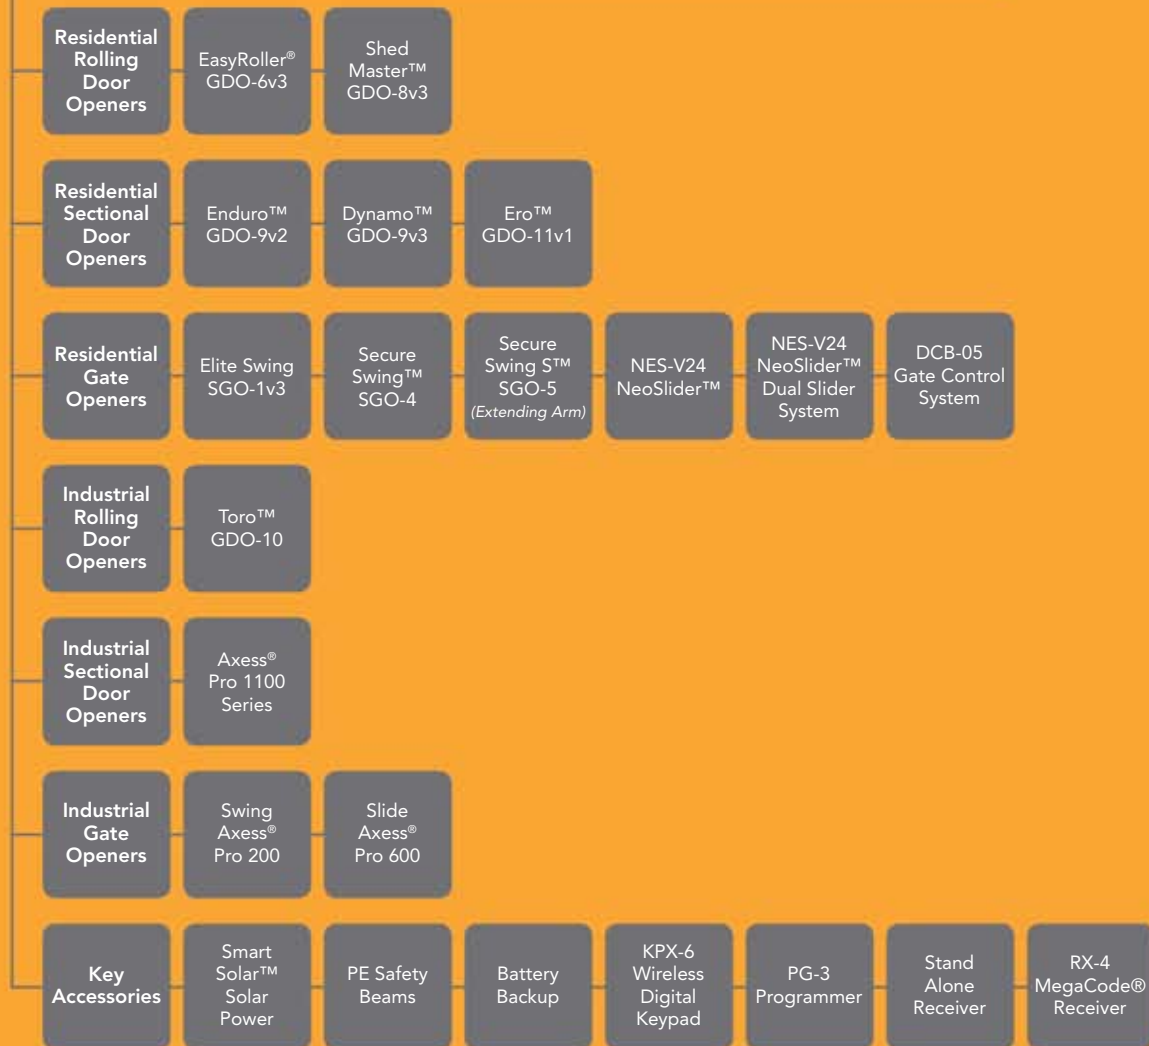 Residential
Rolling
Door
Openers
EasyRoller®
GDO-6v3
Shed
Master™
GDO-8v3
Residential
Sectional
Door
Openers
Enduro™
GDO-9v2
Dynamo™
GDO-9v3
Ero™
GDO-11v1
Residential
Gate
Openers
Elite Swing
SGO-1v3
Secure
Swing™
SGO-4
Secure
Swing S™
SGO-5
(Extending Arm)
NES-V24
NeoSlider™
NES-V24
NeoSlider™
Dual Slider
System
DCB-05
Gate Control
System
Industrial
Rolling
Door
Openers
Toro™
GDO-10
Industrial
Sectional
Door
Openers
Axess®
Pro 1100
Series
Industrial
Gate
Openers
Swing
Axess®
Pro 200
Slide
Axess®
Pro 600
Key
Accessories
Smart
Solar™
Solar
Power
PE Safety
Beams
Battery
Backup
KPX-6
Wireless
Digital
Keypad
PG-3
Programmer
Stand
Alone
Receiver
RX-4
MegaCode®
Receiver